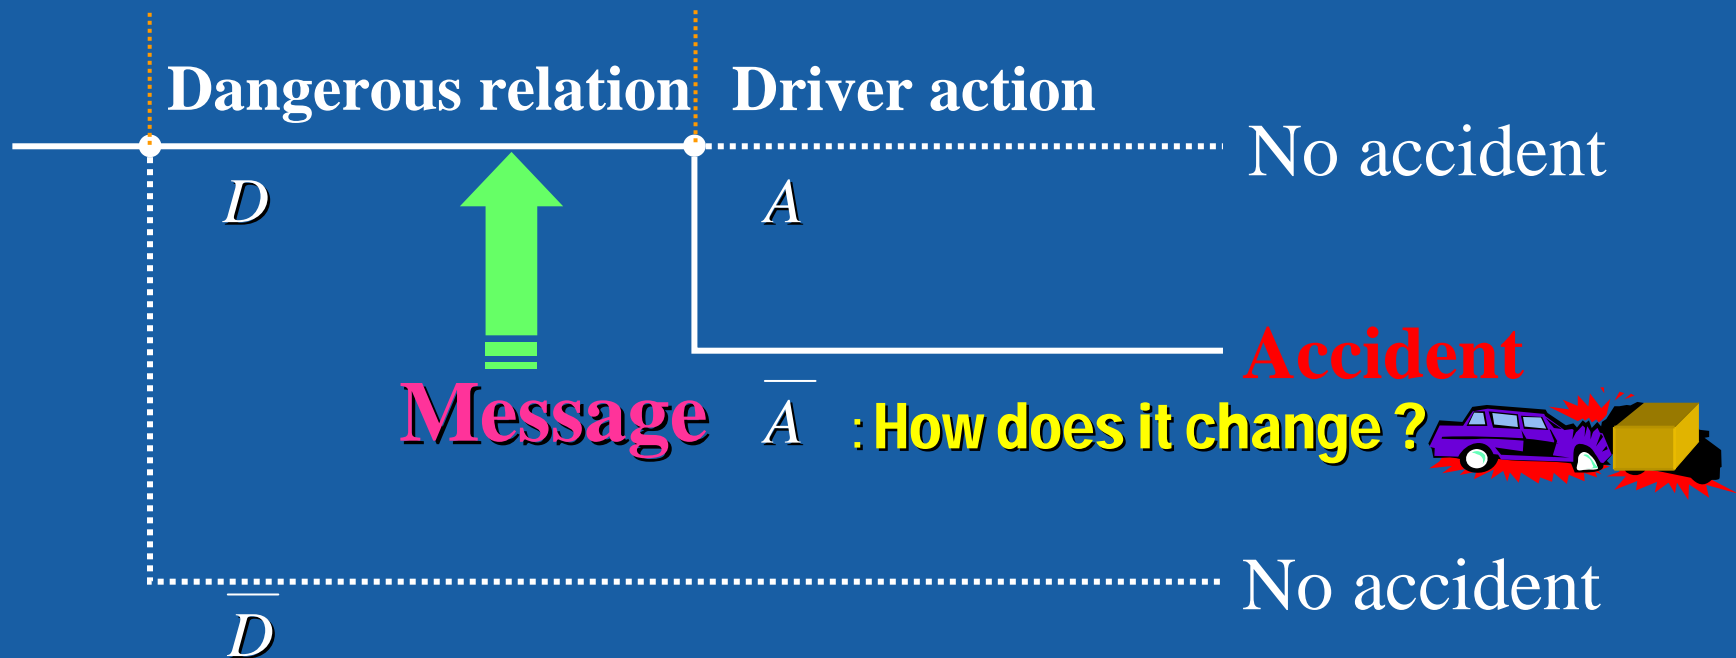 Dangerous relation Driver action
No accident
D A
Accident
Message A̅ : How does it change ?
No accident
D̅